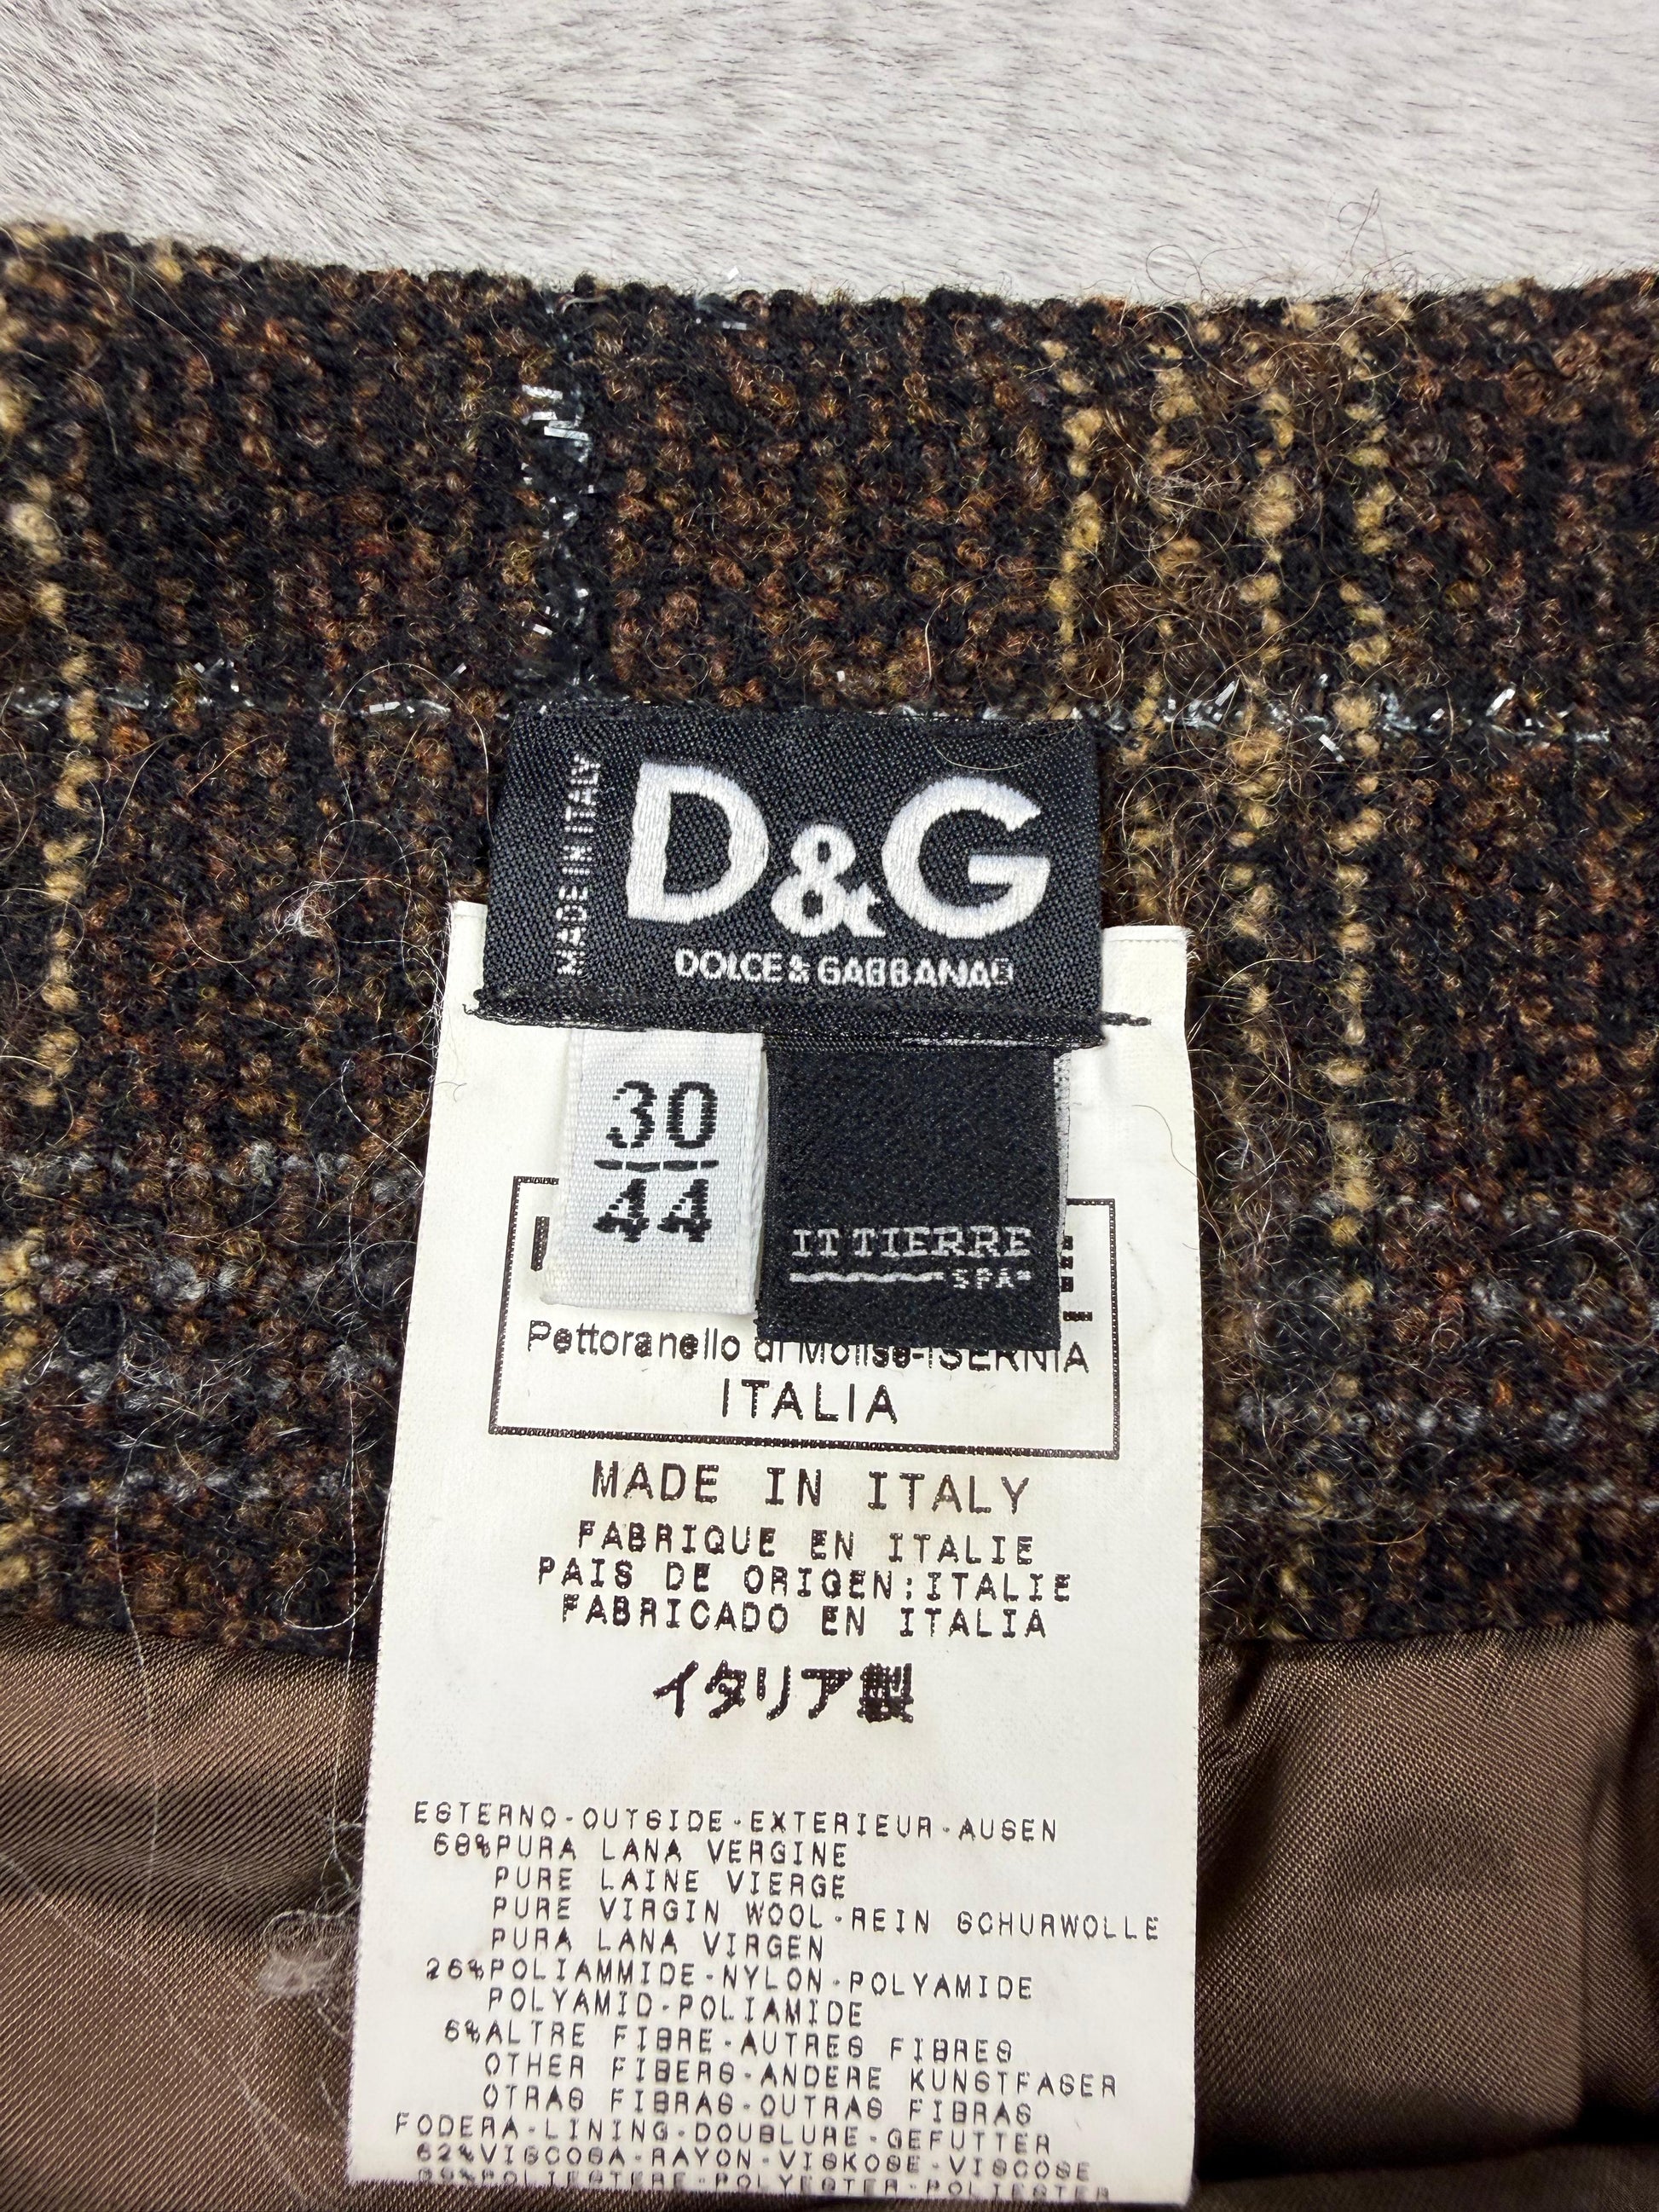 MADE IN ITALY
D&G
DOLCE & GABBANA
30
44
IT TIERRE
SPA
Pettoranello di Molise-ISERNIA
ITALIA
MADE IN ITALY
FABRIQUE EN ITALIE
PAIS DE ORIGEN:ITALIE
FABRICADO EN ITALIA
イタリア製
ESTERNO-OUTSIDE-EXTERIEUR-AUSEN
68%PURA LANA VERGINE
PURE LAINE VIERGE
PURE VIRGIN WOOL-REIN SCHURWOLLE
PURA LANA VIRGEN
26%POLIAMMIDE-NYLON-POLYAMIDE
POLYAMID-POLIAMIDE
6%ALTRE FIBRE-AUTRES FIBRES
OTHER FIBERS-ANDERE KUNSTFASER
OTRAS FIBRAS-OUTRAS FIBRAS
FODERA-LINING-DOUBLURE-GEFUTTER
62%VISCOSA-RAYON-VISKOSE-VISCOSE
POLIESTERE-POLYESTER-POLIESTER